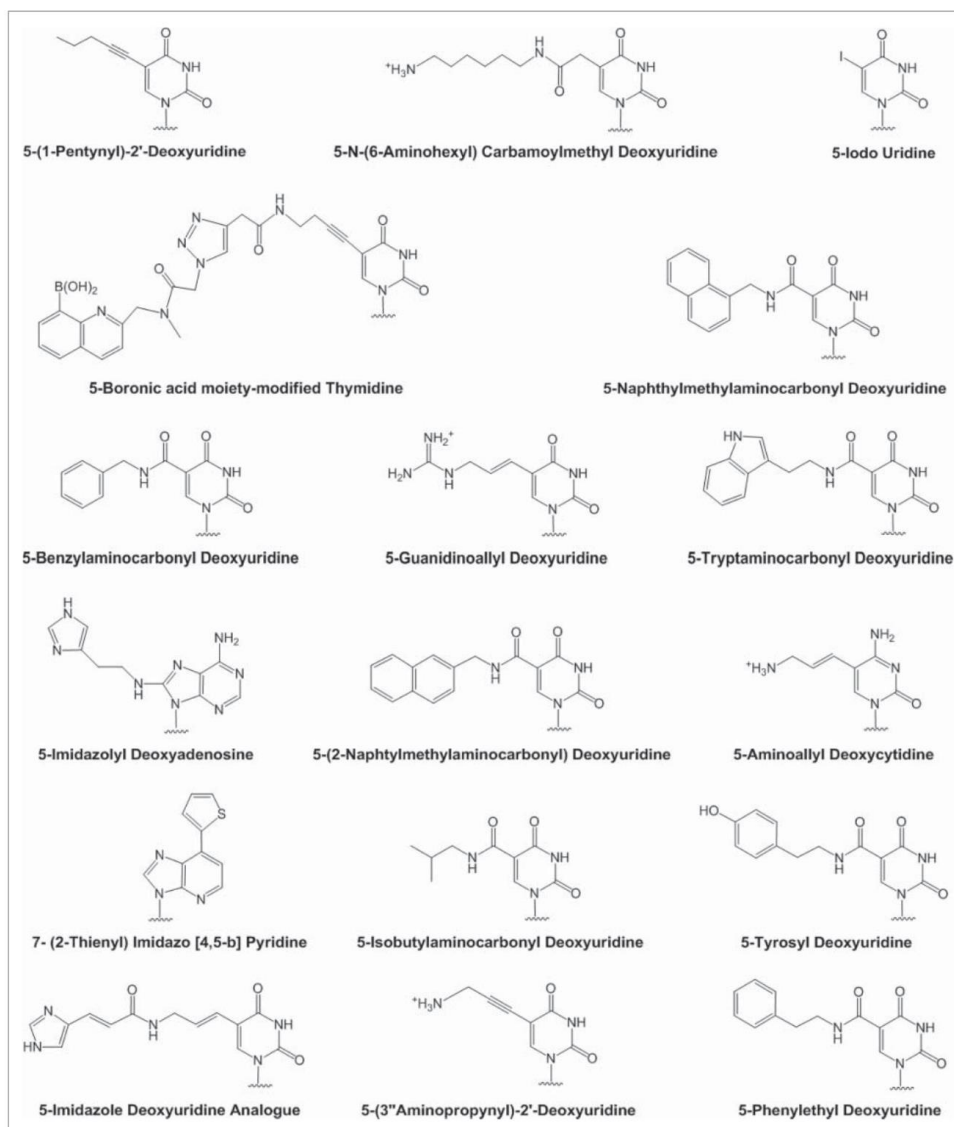 5-(1-Pentynyl)-2'-Deoxyuridine
5-N-(6-Aminohexyl) Carbamoylmethyl Deoxyuridine
5-Iodo Uridine
5-Boronic acid moiety-modified Thymidine
5-Naphthylmethylaminocarbonyl Deoxyuridine
5-Benzylaminocarbonyl Deoxyuridine
5-Guanidinoallyl Deoxyuridine
5-Tryptaminocarbonyl Deoxyuridine
5-Imidazolyl Deoxyadenosine
5-(2-Naphtylmethylaminocarbonyl) Deoxyuridine
5-Aminoallyl Deoxycytidine
7- (2-Thienyl) Imidazo [4,5-b] Pyridine
5-Isobutylaminocarbonyl Deoxyuridine
5-Tyrosyl Deoxyuridine
5-Imidazole Deoxyuridine Analogue
5-(3"Aminopropynyl)-2'-Deoxyuridine
5-Phenylethyl Deoxyuridine